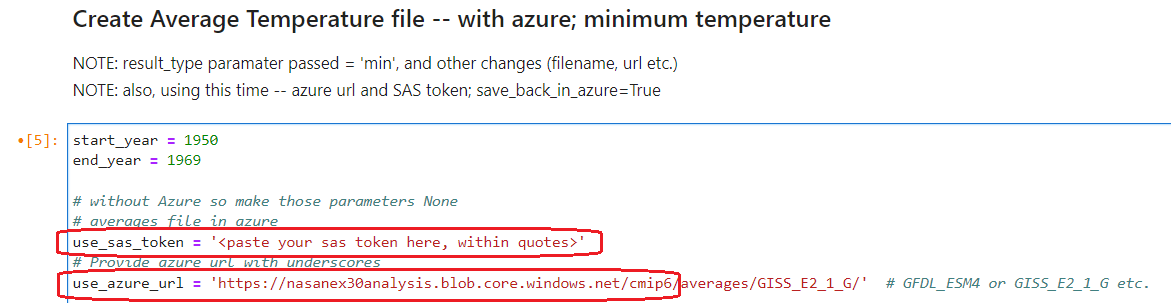 Create Average Temperature file -- with azure; minimum temperature
NOTE: result_type paramater passed = 'min', and other changes (filename, url etc.)
NOTE: also, using this time -- azure url and SAS token; save_back_in_azure=True
•[5]:
start_year = 1950
end_year = 1969
# without Azure so make those parameters None
# averages file in azure
use_sas_token = '<paste your sas token here, within quotes>'
# Provide azure url with underscores
use_azure_url = 'https://nasanex30analysis.blob.core.windows.net/cmip6/averages/GISS_E2_1_G/'  # GFDL_ESM4 or GISS_E2_1_G etc.